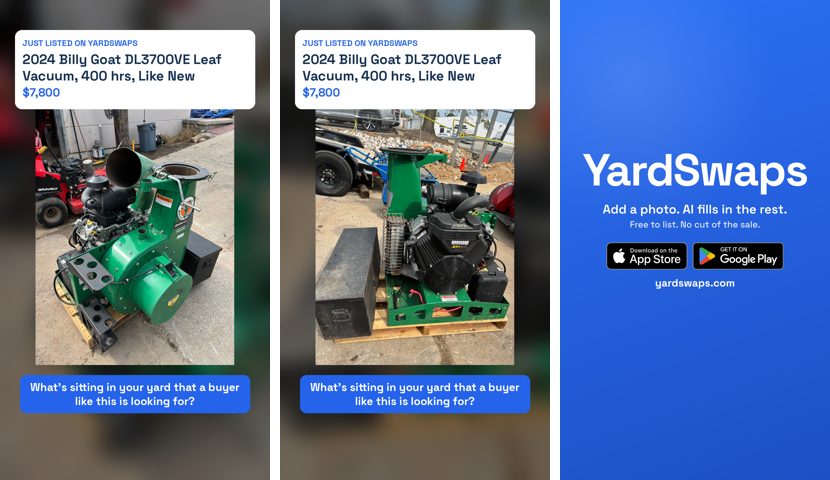 JUST LISTED ON YARDSWAPS
2024 Billy Goat DL3700VE Leaf
Vacuum, 400 hrs, Like New
$7,800
GRAVELY
What's sitting in your yard that a buyer
like this is looking for?
JUST LISTED ON YARDSWAPS
2024 Billy Goat DL3700VE Leaf
Vacuum, 400 hrs, Like New
$7,800
What's sitting in your yard that a buyer
like this is looking for?
YardSwaps
Add a photo. AI fills in the rest.
Free to list. No cut of the sale.
Download on the
App Store
GET IT ON
Google Play
yardswaps.com